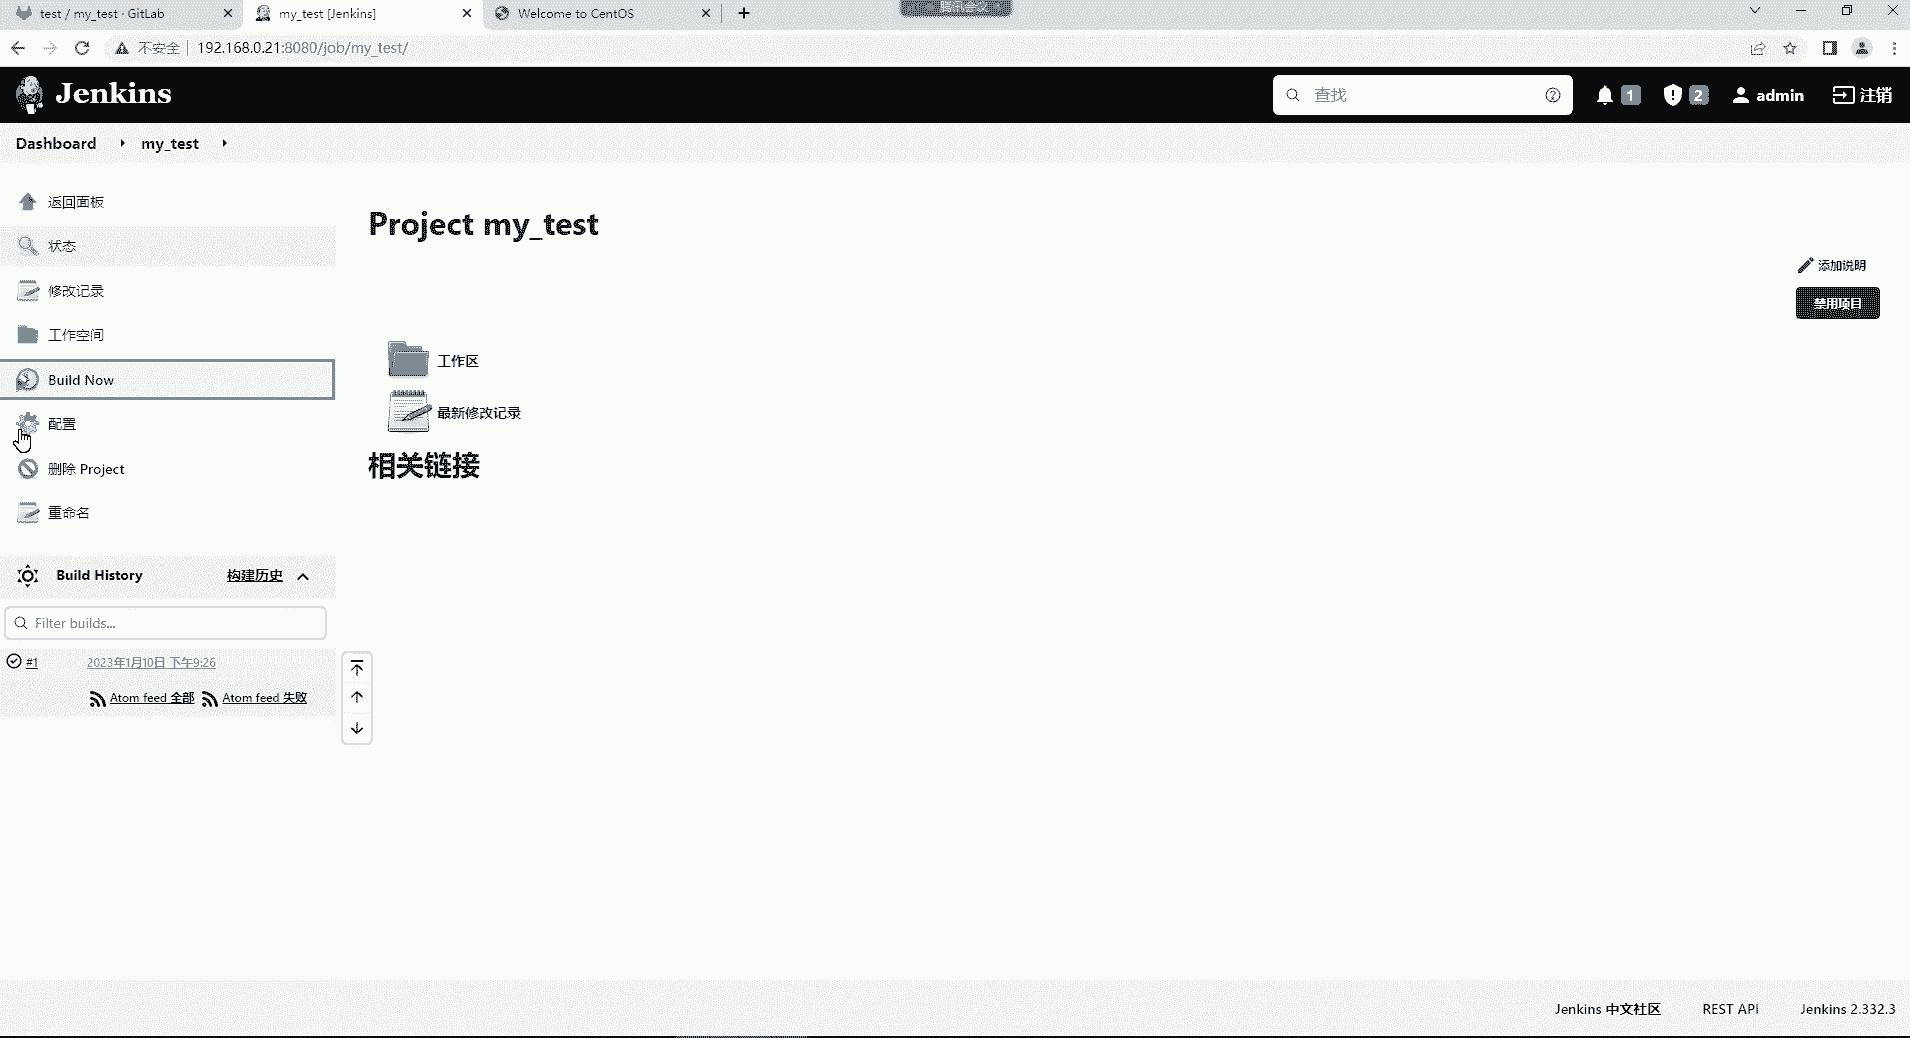 test / my_test · GitLab
my_test [Jenkins]
Welcome to CentOS
腾讯会议
不安全
192.168.0.21:8080/job/my_test/
Jenkins
查找
1
2
admin
注销
Dashboard
my_test
返回面板
状态
修改记录
工作空间
Build Now
配置
删除 Project
重命名
Project my_test
添加说明
禁用项目
工作区
最新修改记录
相关链接
Build History
构建历史
Filter builds...
#1
2023年1月10日 下午9:26
Atom feed 全部
Atom feed 失败
Jenkins 中文社区
REST API
Jenkins 2.332.3